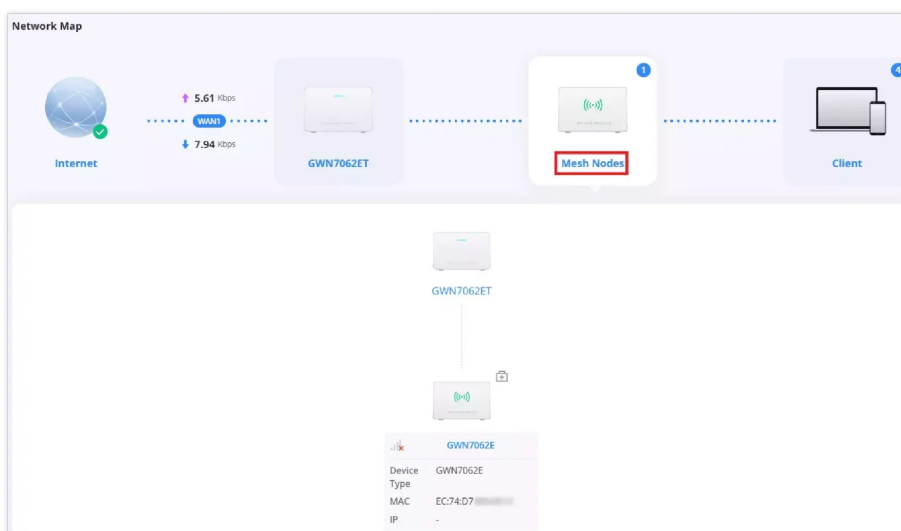 Network Map
1
4
5.61 Kbps
WAN1
7.94 Kbps
Internet
GWN7062ET
Mesh Nodes
Client
GWN7062ET
GWN7062E
Device Type GWN7062E
MAC EC:74:D7
IP -